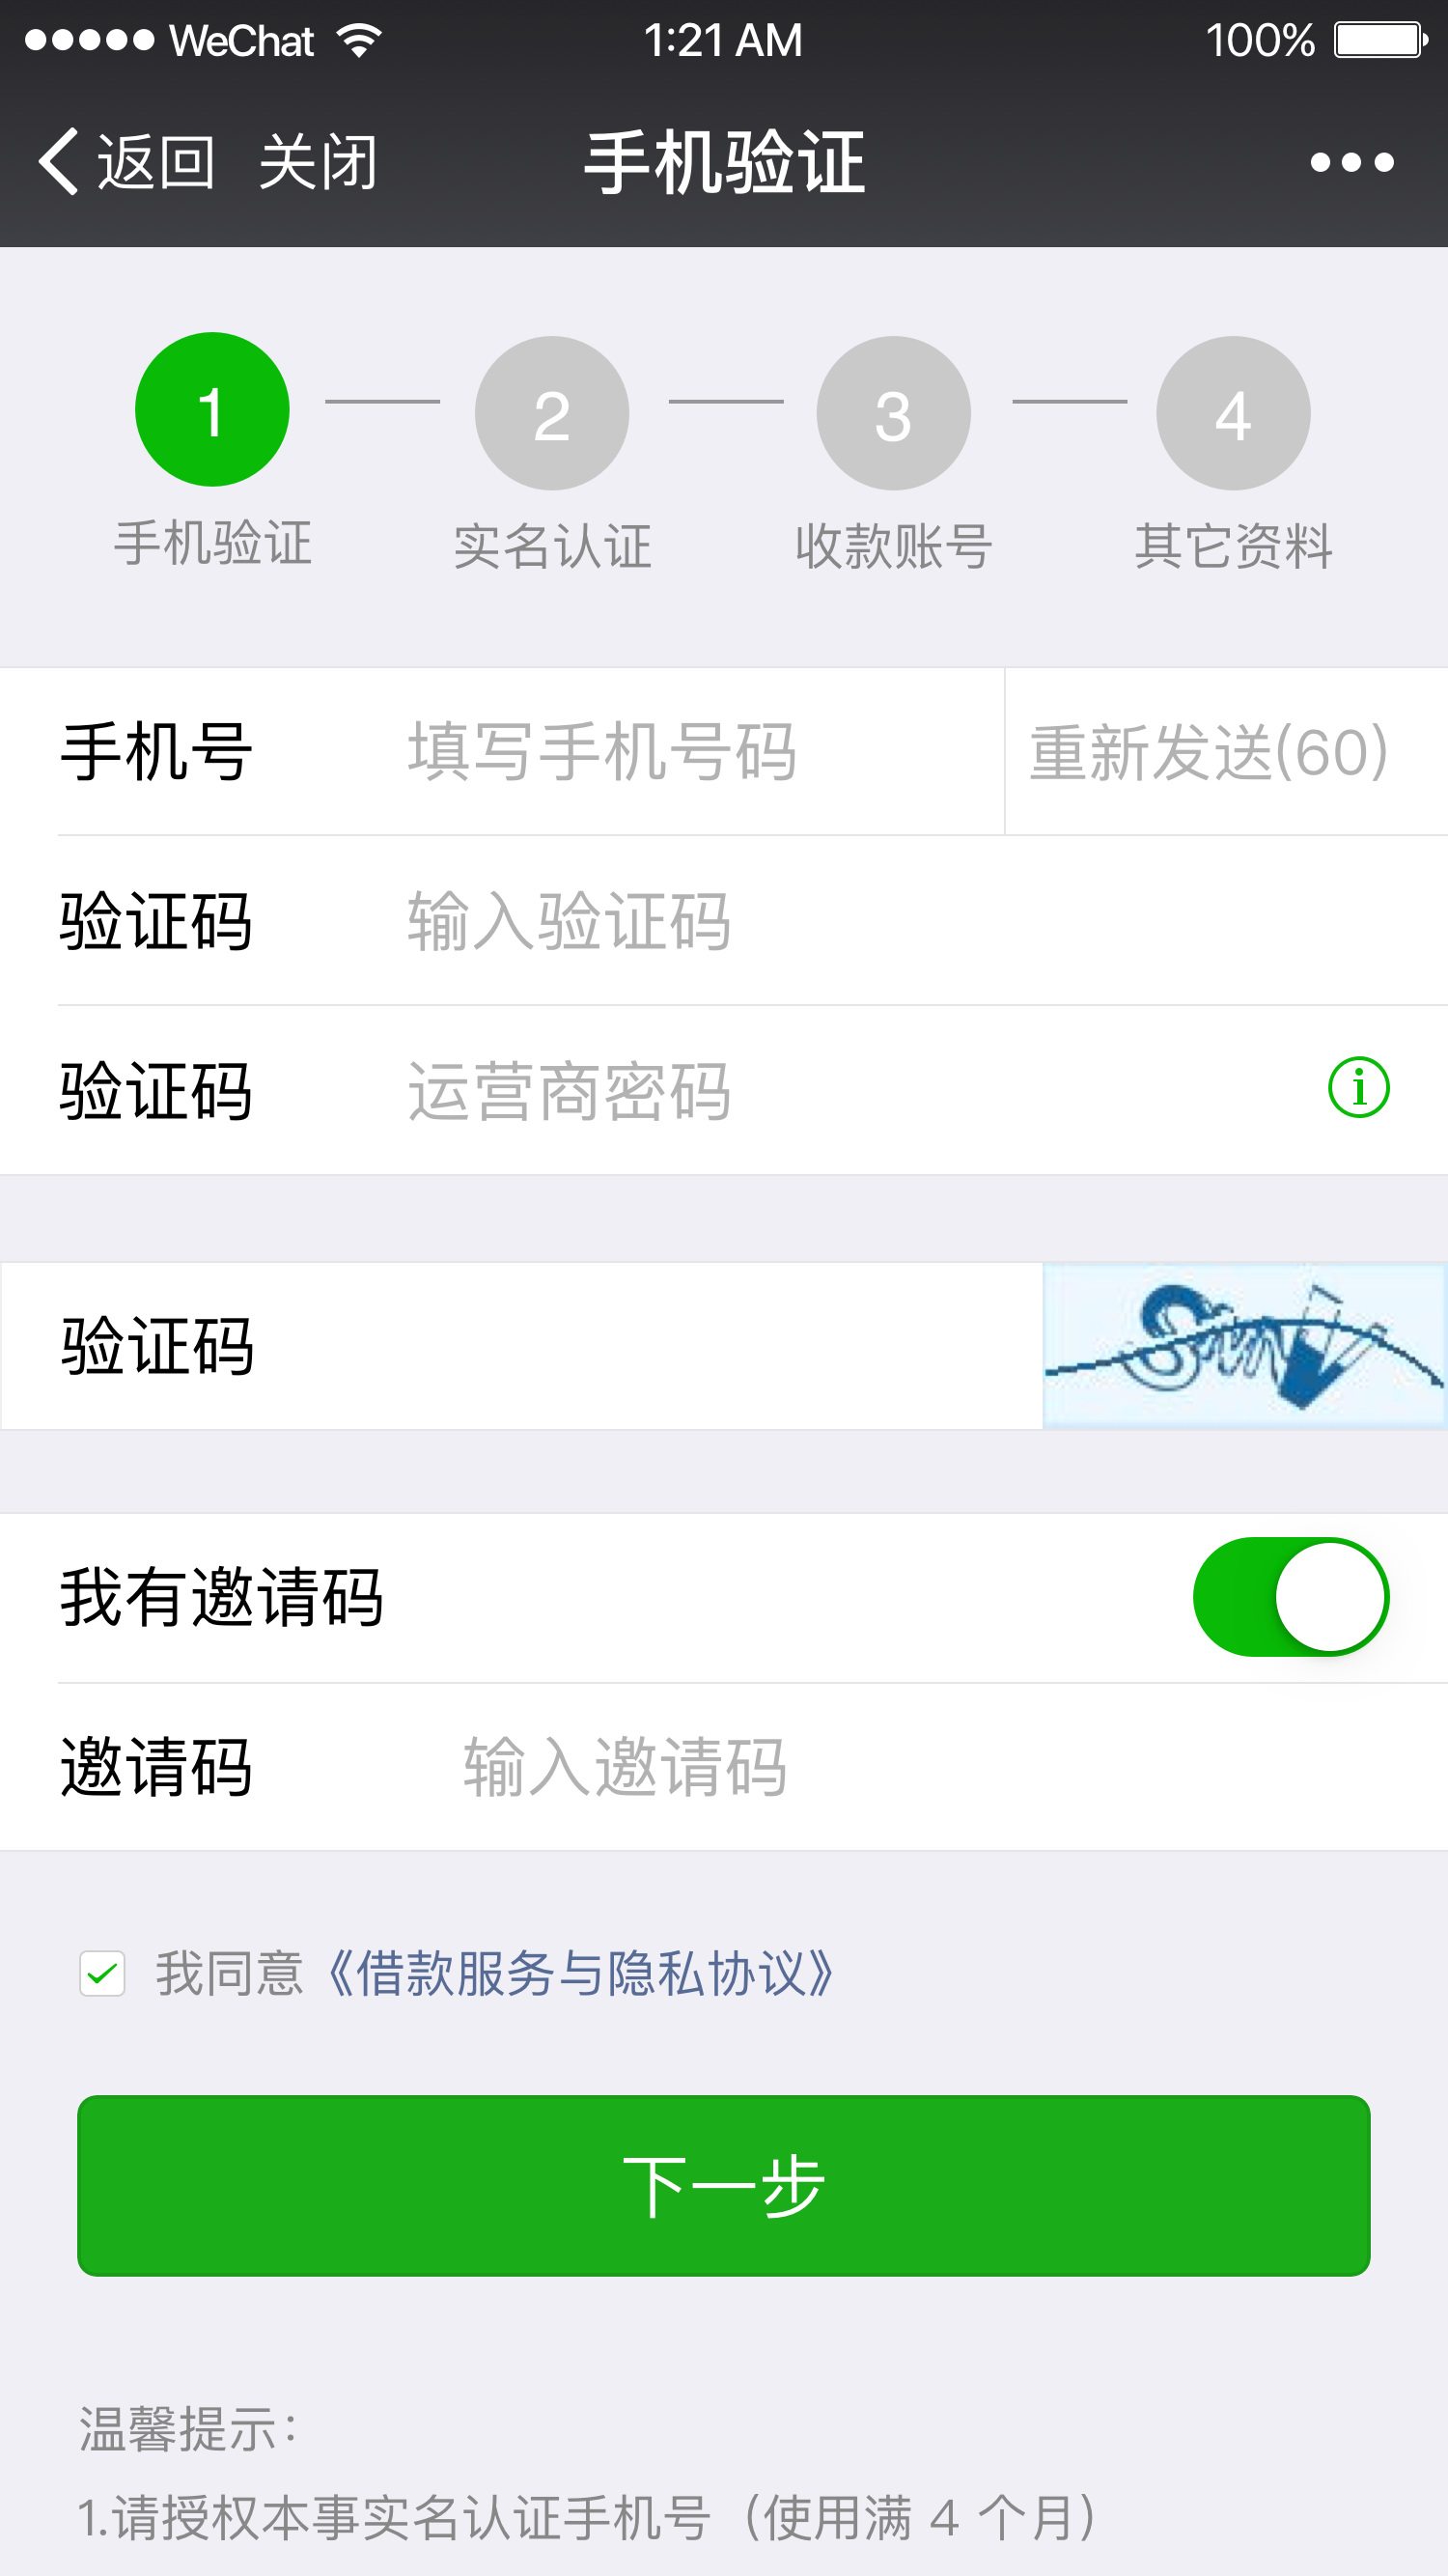 WeChat 1:21 AM 100%
返回 关闭 手机验证
1 2 3 4
手机验证 实名认证 收款账号 其它资料
手机号 填写手机号码 重新发送(60)
验证码 输入验证码
验证码 运营商密码
验证码
我有邀请码
邀请码 输入邀请码
我同意《借款服务与隐私协议》
下一步
温馨提示：
1.请授权本事实名认证手机号（使用满 4 个月）